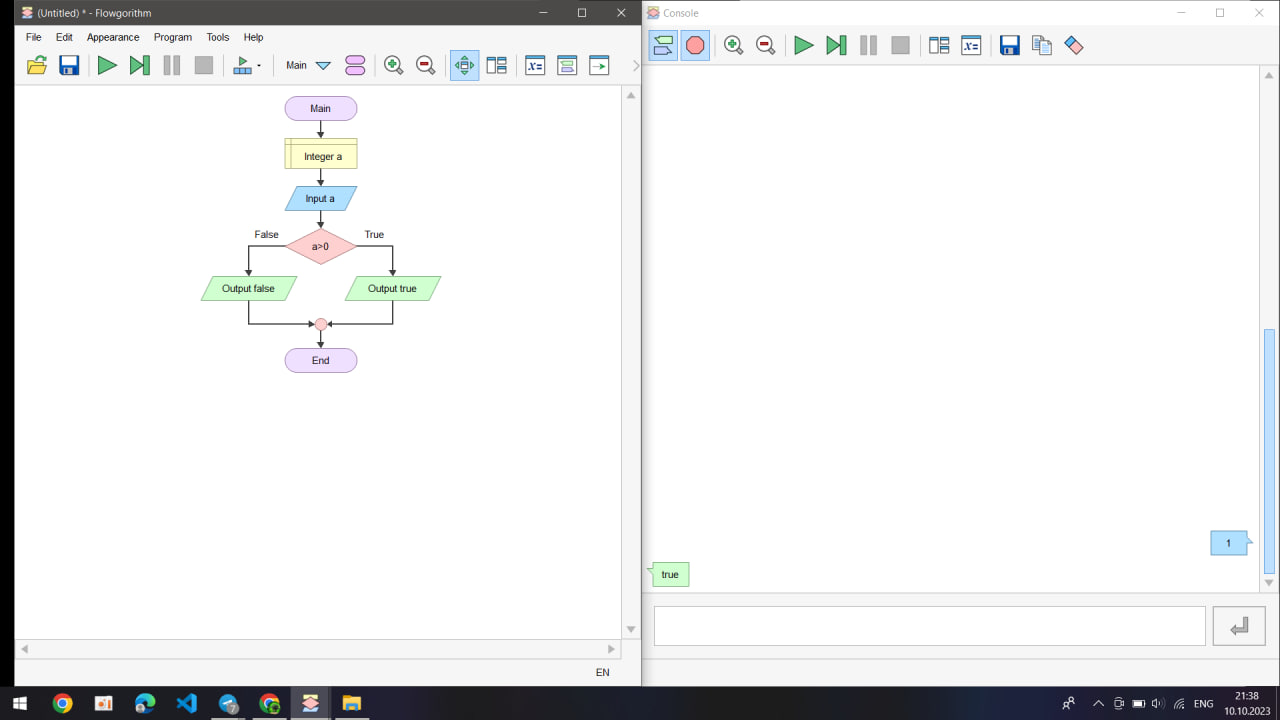 (Untitled) * - Flowgorithm
File Edit Appearance Program Tools Help
Main
x=
Main
Integer a
Input a
False
True
a>0
Output false
Output true
End
EN
Console
x=
1
true
7
ENG
21:38
10.10.2023